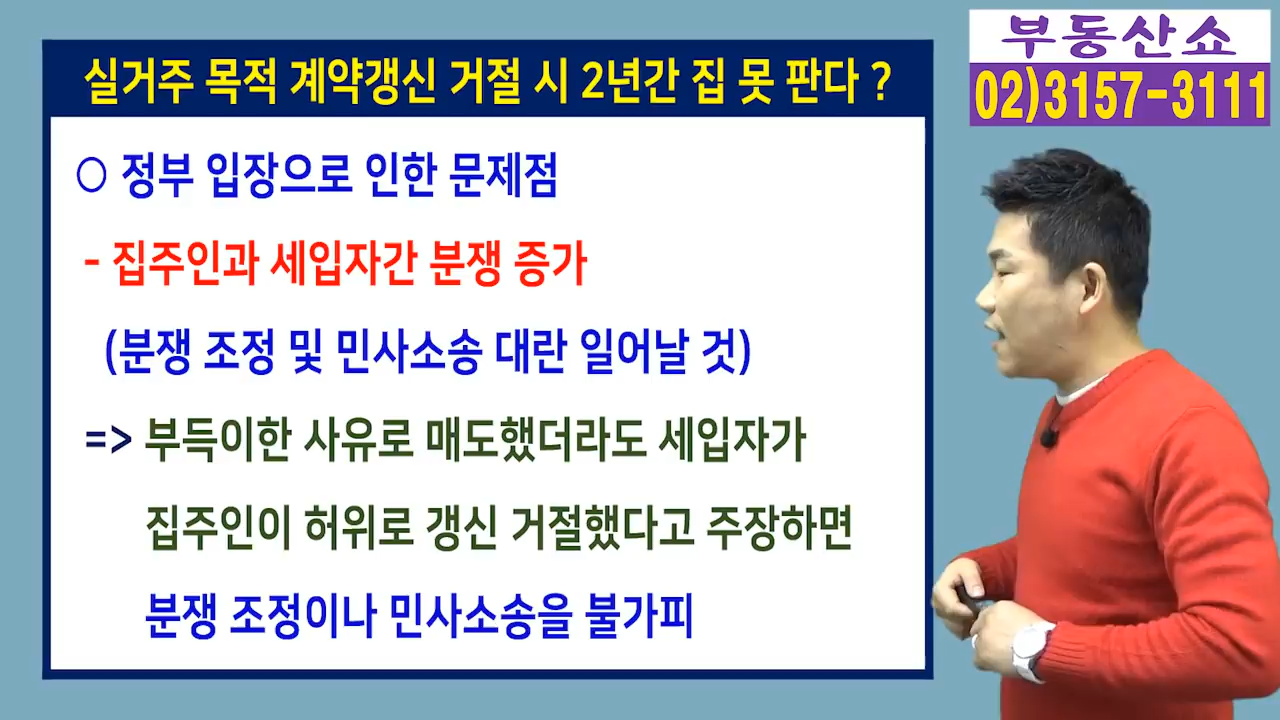 부동산쇼
02)3157-3111
실거주 목적 계약갱신 거절 시 2년간 집 못 판다 ?
○ 정부 입장으로 인한 문제점
- 집주인과 세입자간 분쟁 증가
(분쟁 조정 및 민사소송 대란 일어날 것)
=> 부득이한 사유로 매도했더라도 세입자가
집주인이 허위로 갱신 거절했다고 주장하면
분쟁 조정이나 민사소송을 불가피